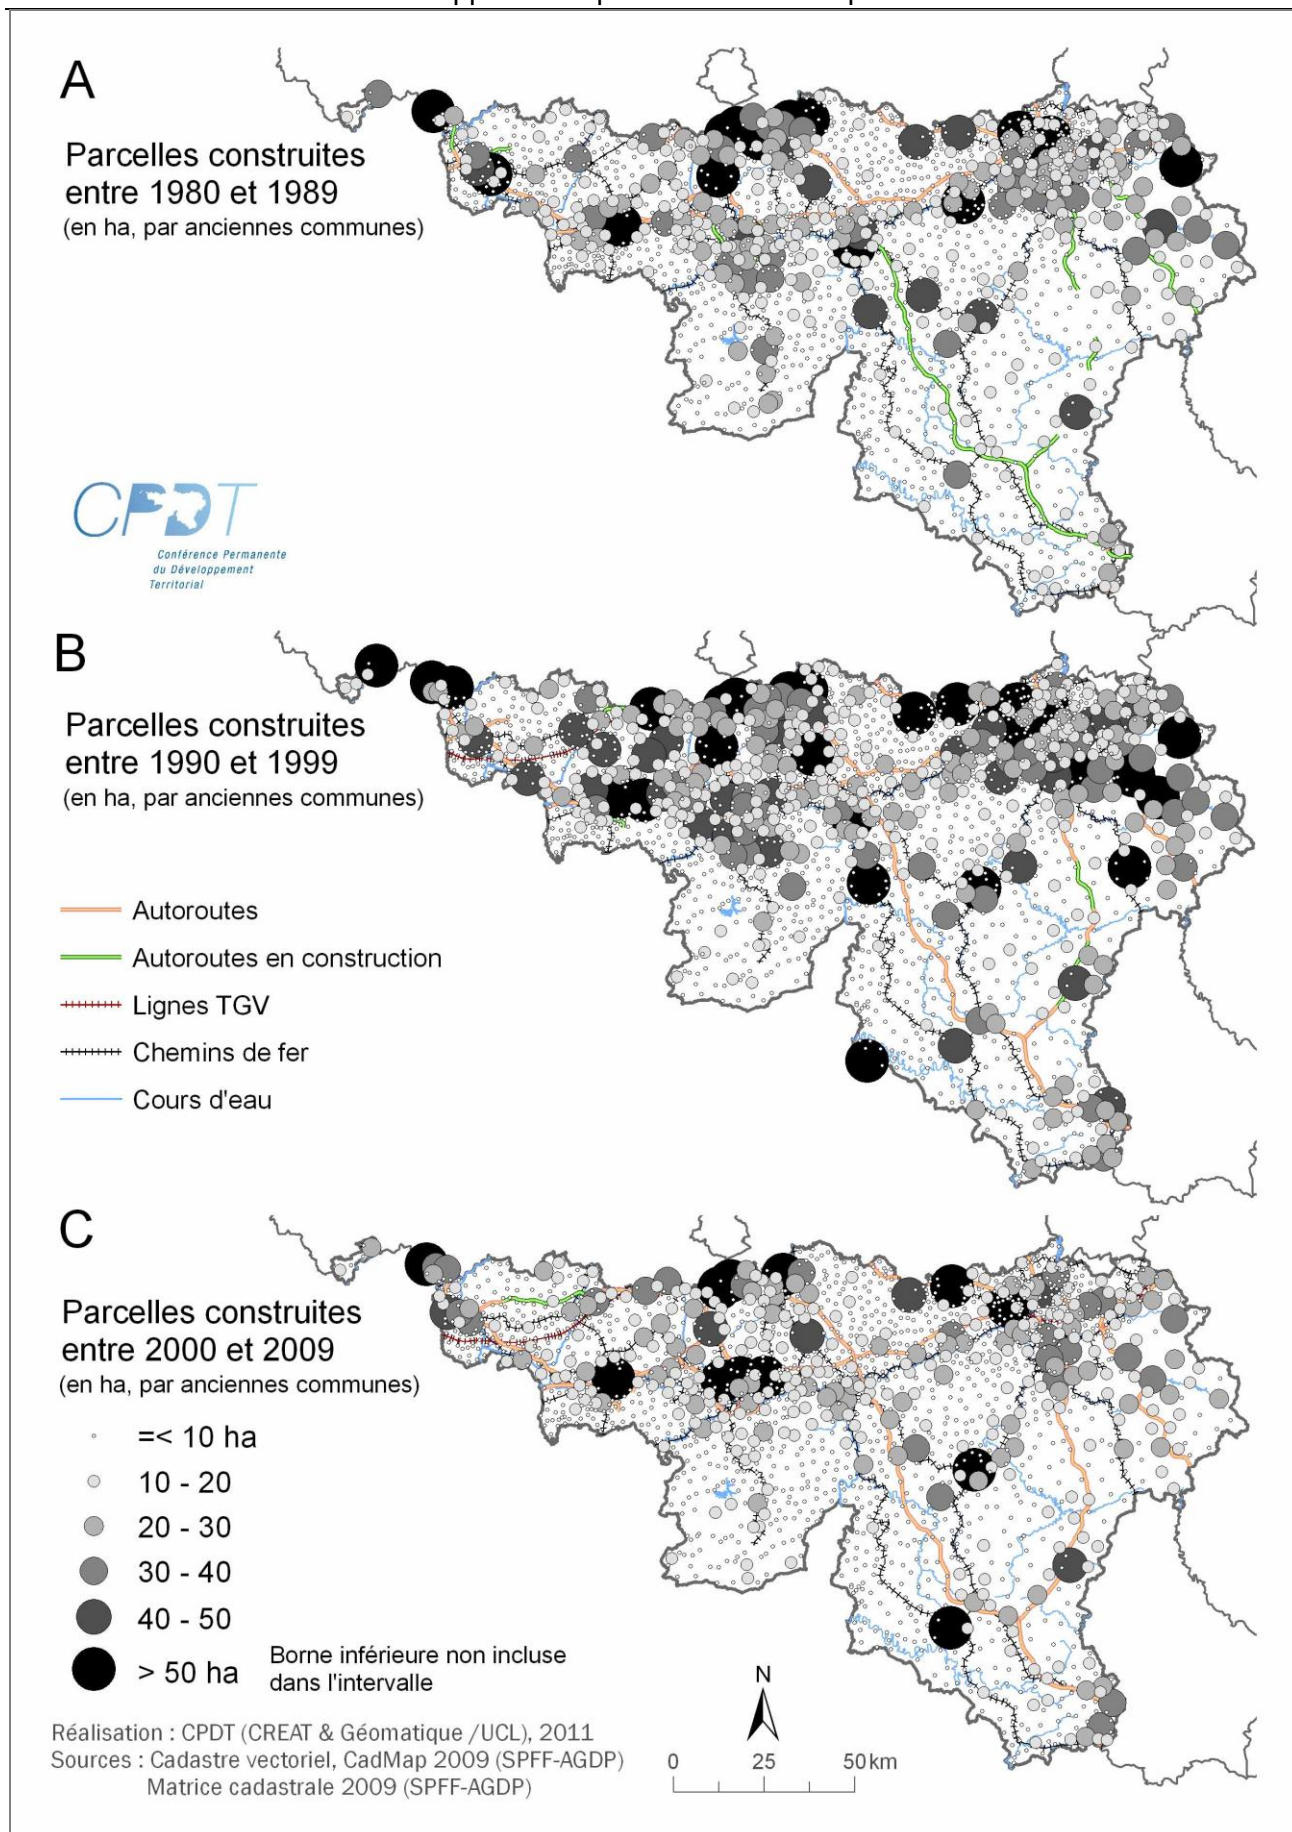 A
Parcelles construites
entre 1980 et 1989
(en ha, par anciennes communes)
CPDT
Conférence Permanente
du Développement
Territorial
B
Parcelles construites
entre 1990 et 1999
(en ha, par anciennes communes)
Autoroutes
Autoroutes en construction
Lignes TGV
Chemins de fer
Cours d'eau
C
Parcelles construites
entre 2000 et 2009
(en ha, par anciennes communes)
=< 10 ha
10 - 20
20 - 30
30 - 40
40 - 50
> 50 ha
Borne inférieure non incluse
dans l'intervalle
N
Réalisation : CPDT (CREAT & Géomatique /UCL), 2011
Sources : Cadastre vectoriel, CadMap 2009 (SPFF-AGDP)
Matrice cadastrale 2009 (SPFF-AGDP)
0 25 50 km